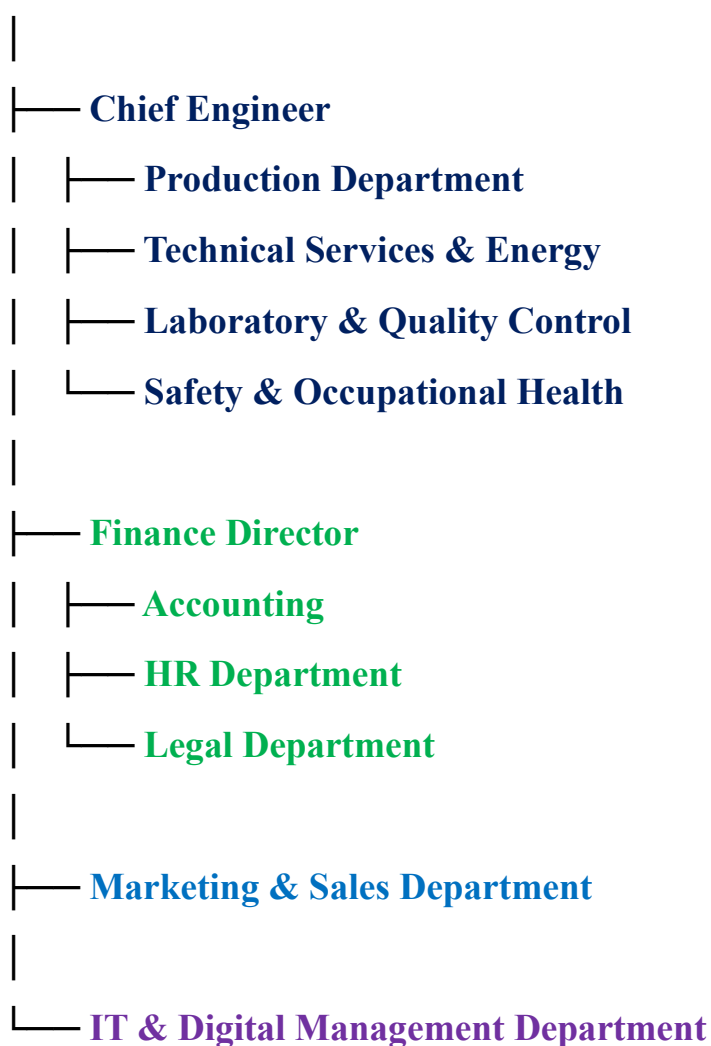 Chief Engineer
Production Department
Technical Services & Energy
Laboratory & Quality Control
Safety & Occupational Health
Finance Director
Accounting
HR Department
Legal Department
Marketing & Sales Department
IT & Digital Management Department